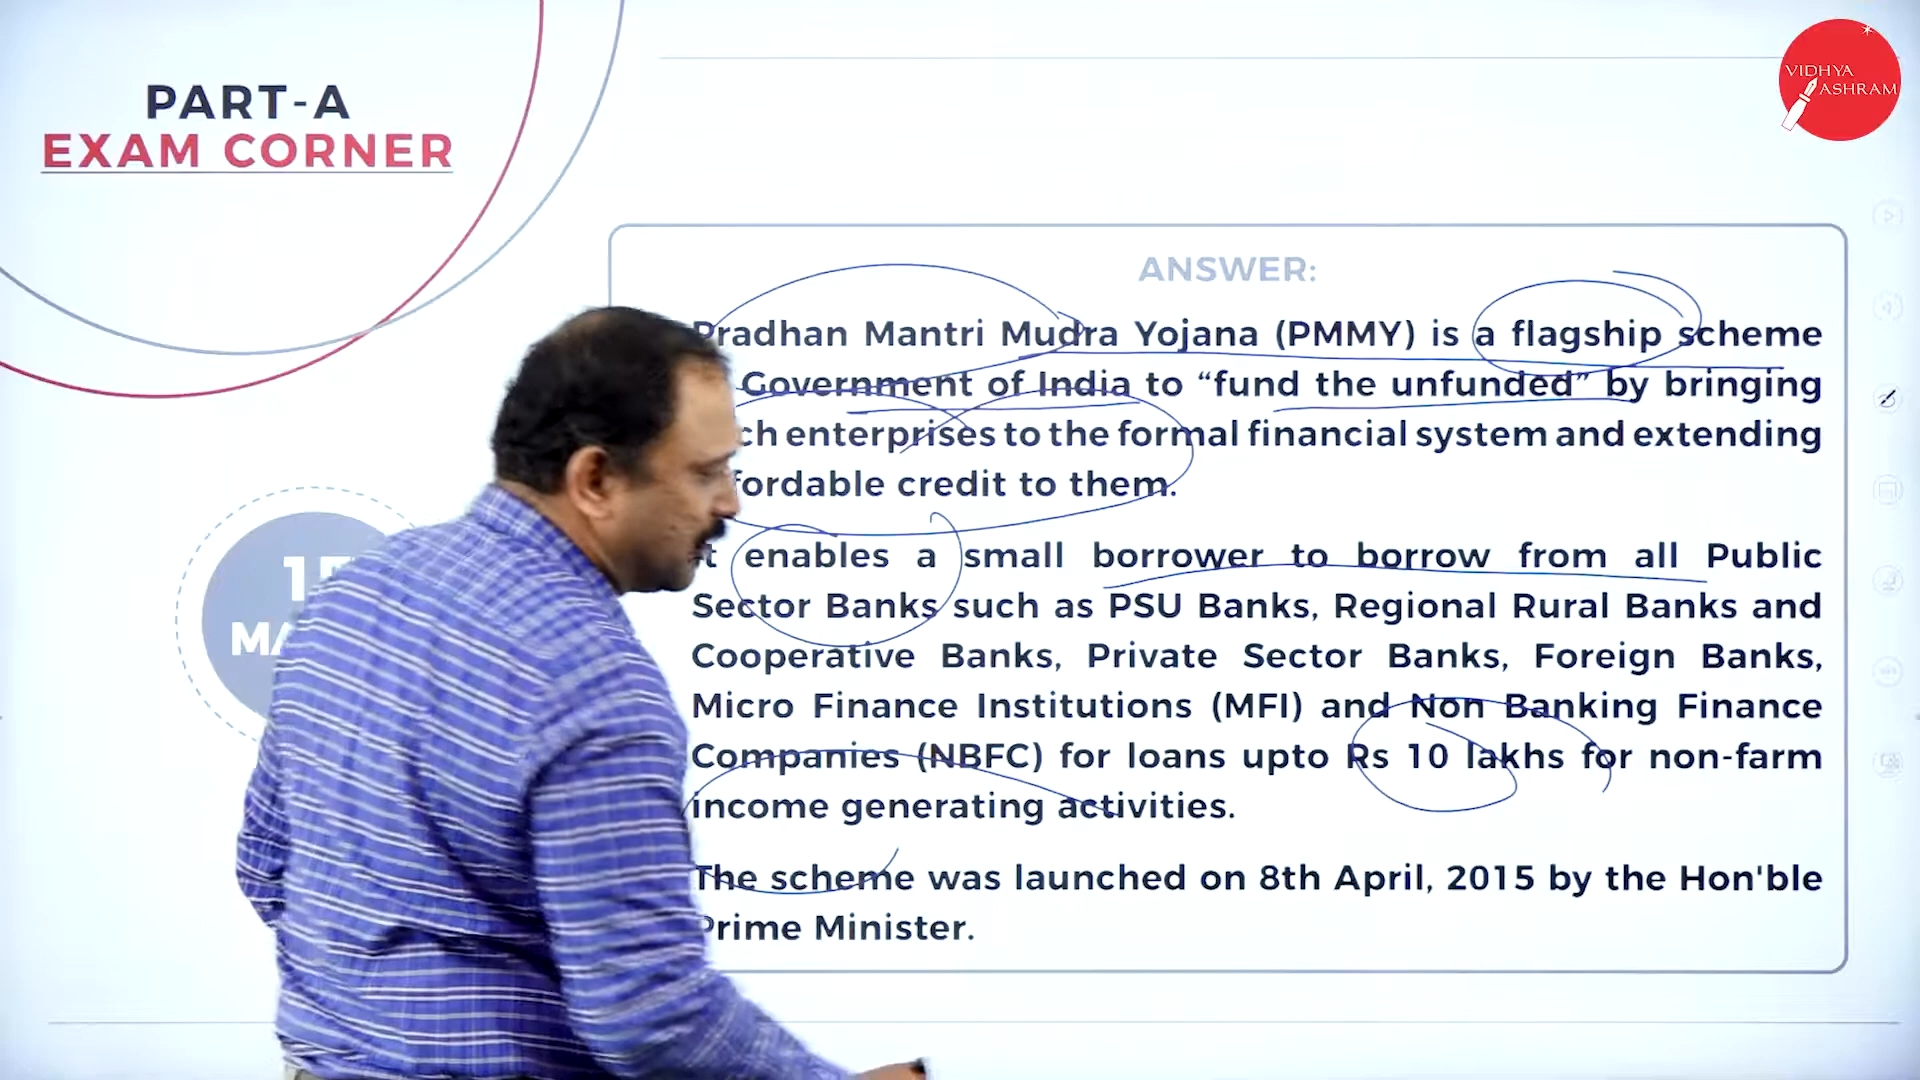 PART-A
EXAM CORNER
VIDHYA
ASHRAM
ANSWER:
Pradhan Mantri Mudra Yojana (PMMY) is a flagship scheme
Government of India to “fund the unfunded” by bringing
enterprises to the formal financial system and extending
credit to them.
It enables a small borrower to borrow from all Public
Sector Banks such as PSU Banks, Regional Rural Banks and
Cooperative Banks, Private Sector Banks, Foreign Banks,
Micro Finance Institutions (MFI) and Non Banking Finance
Companies (NBFC) for loans upto Rs 10 lakhs for non-farm
income generating activities.
The scheme was launched on 8th April, 2015 by the Hon'ble
Prime Minister.